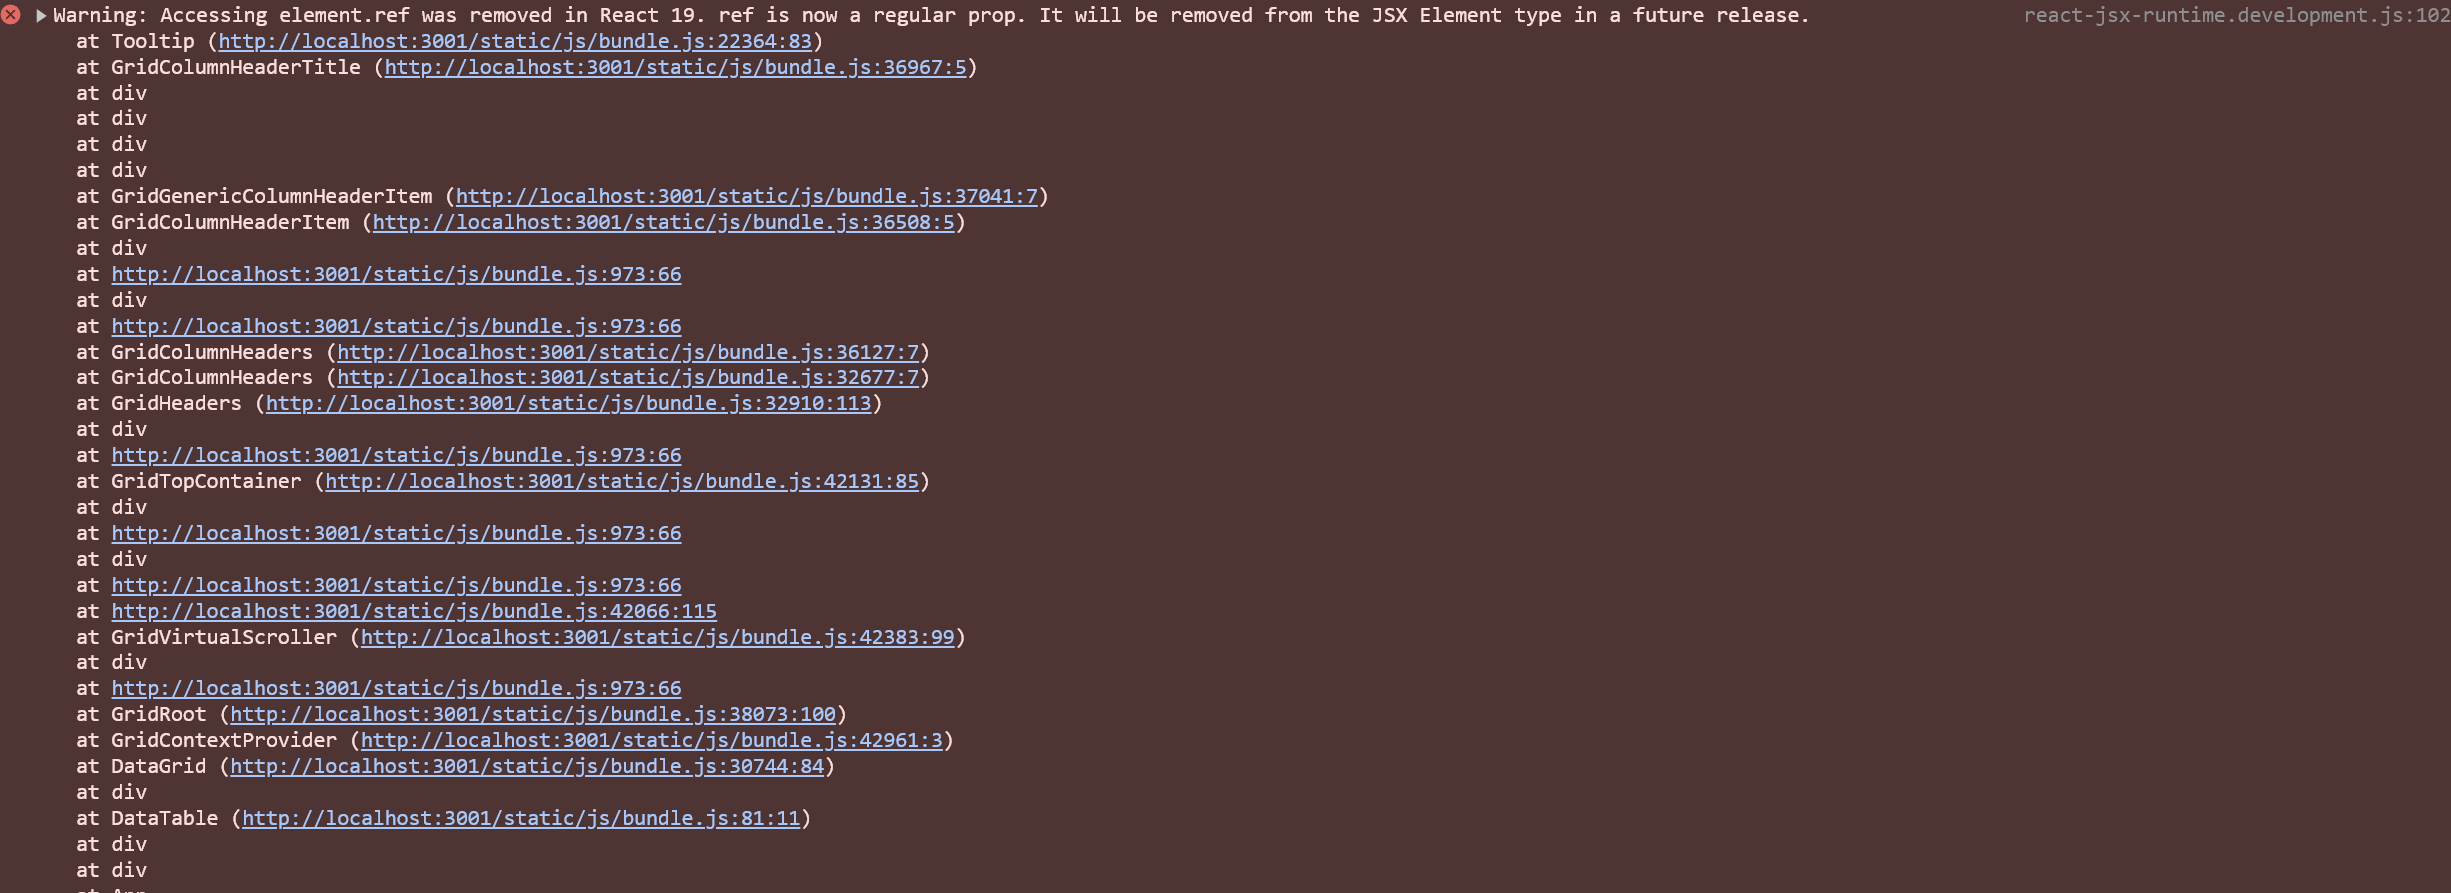 Warning: Accessing element.ref was removed in React 19. ref is now a regular prop. It will be removed from the JSX Element type in a future release. react-jsx-runtime.development.js:102
at Tooltip (http://localhost:3001/static/js/bundle.js:22364:83)
at GridColumnHeaderTitle (http://localhost:3001/static/js/bundle.js:36967:5)
at div
at div
at div
at div
at GridGenericColumnHeaderItem (http://localhost:3001/static/js/bundle.js:37041:7)
at GridColumnHeaderItem (http://localhost:3001/static/js/bundle.js:36508:5)
at div
at http://localhost:3001/static/js/bundle.js:973:66
at div
at http://localhost:3001/static/js/bundle.js:973:66
at GridColumnHeaders (http://localhost:3001/static/js/bundle.js:36127:7)
at GridColumnHeaders (http://localhost:3001/static/js/bundle.js:32677:7)
at GridHeaders (http://localhost:3001/static/js/bundle.js:32910:113)
at div
at http://localhost:3001/static/js/bundle.js:973:66
at GridTopContainer (http://localhost:3001/static/js/bundle.js:42131:85)
at div
at http://localhost:3001/static/js/bundle.js:973:66
at div
at http://localhost:3001/static/js/bundle.js:973:66
at http://localhost:3001/static/js/bundle.js:42066:115
at GridVirtualScroller (http://localhost:3001/static/js/bundle.js:42383:99)
at div
at http://localhost:3001/static/js/bundle.js:973:66
at GridRoot (http://localhost:3001/static/js/bundle.js:38073:100)
at GridContextProvider (http://localhost:3001/static/js/bundle.js:42961:3)
at DataGrid (http://localhost:3001/static/js/bundle.js:30744:84)
at div
at DataTable (http://localhost:3001/static/js/bundle.js:81:11)
at div
at div